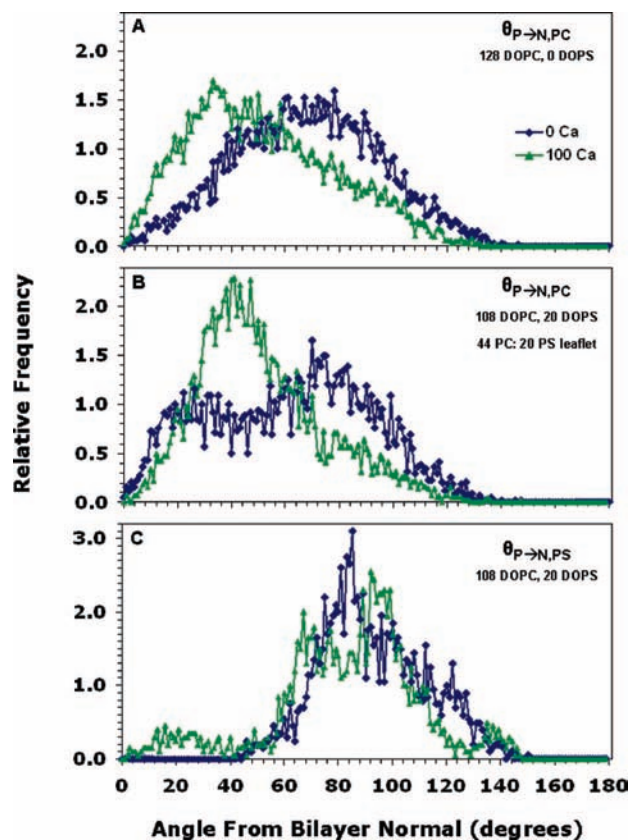 A
θP→N,PC
128 DOPC, 0 DOPS
0 Ca
100 Ca
2.0
1.5
1.0
0.5
0.0
B
θP→N,PC
108 DOPC, 20 DOPS
44 PC: 20 PS leaflet
2.0
1.5
1.0
0.5
0.0
C
θP→N,PS
108 DOPC, 20 DOPS
3.0
2.0
1.0
0.0
0 20 40 60 80 100 120 140 160 180
Relative Frequency
Angle From Bilayer Normal (degrees)